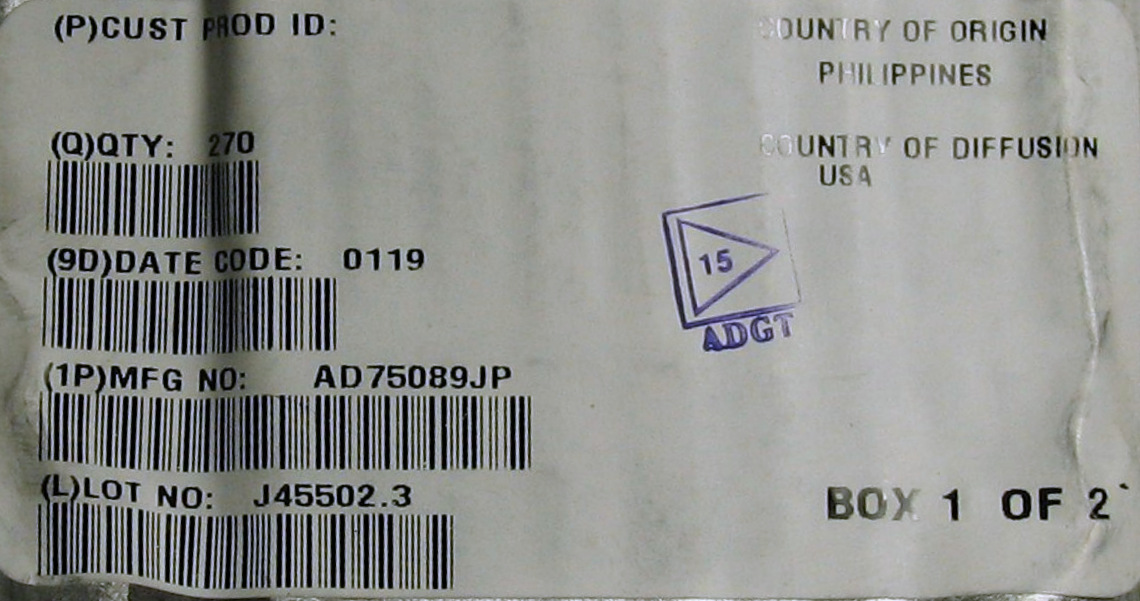 (P)CUST PROD ID:
COUNTRY OF ORIGIN
PHILIPPINES
(Q)QTY: 270
COUNTRY OF DIFFUSION
USA
(9D)DATE CODE: 0119
15
ADGT
(1P)MFG NO: AD75089JP
(L)LOT NO: J45502.3
BOX 1 OF 2